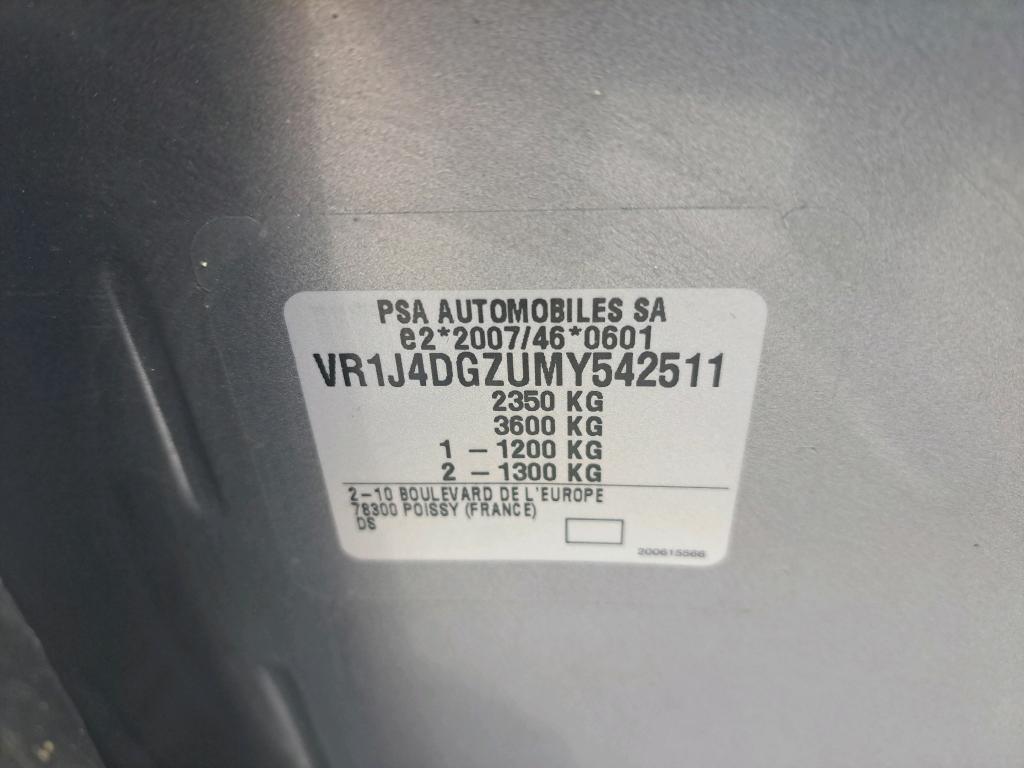 PSA AUTOMOBILES SA
e2*2007/46*0601
VR1J4DGZUMY542511
2350 KG
3600 KG
1 - 1200 KG
2 - 1300 KG
2-10 BOULEVARD DE L'EUROPE
78300 POISSY (FRANCE)
DS
200615566